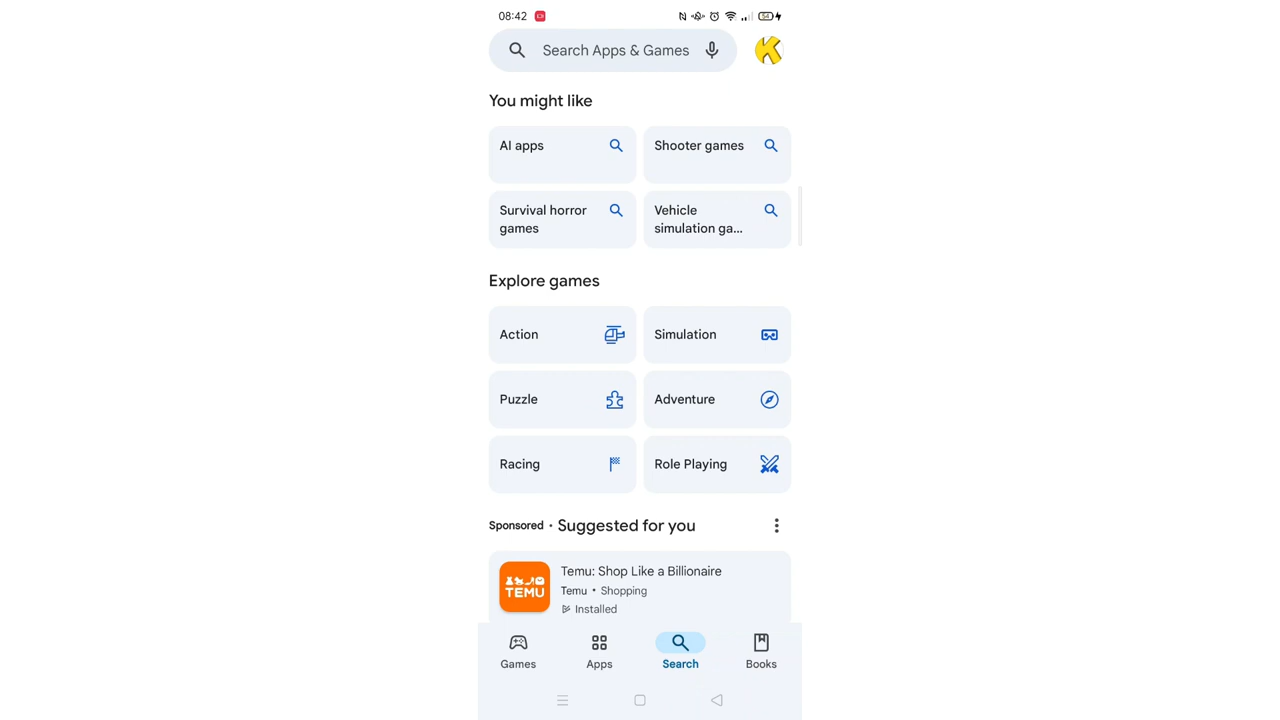 08:42
54
Search Apps & Games
K
You might like
AI apps
Shooter games
Survival horror
games
Vehicle
simulation ga...
Explore games
Action
Simulation
Puzzle
Adventure
Racing
Role Playing
Sponsored • Suggested for you
TEMU
Temu: Shop Like a Billionaire
Temu • Shopping
Installed
Games
Apps
Search
Books